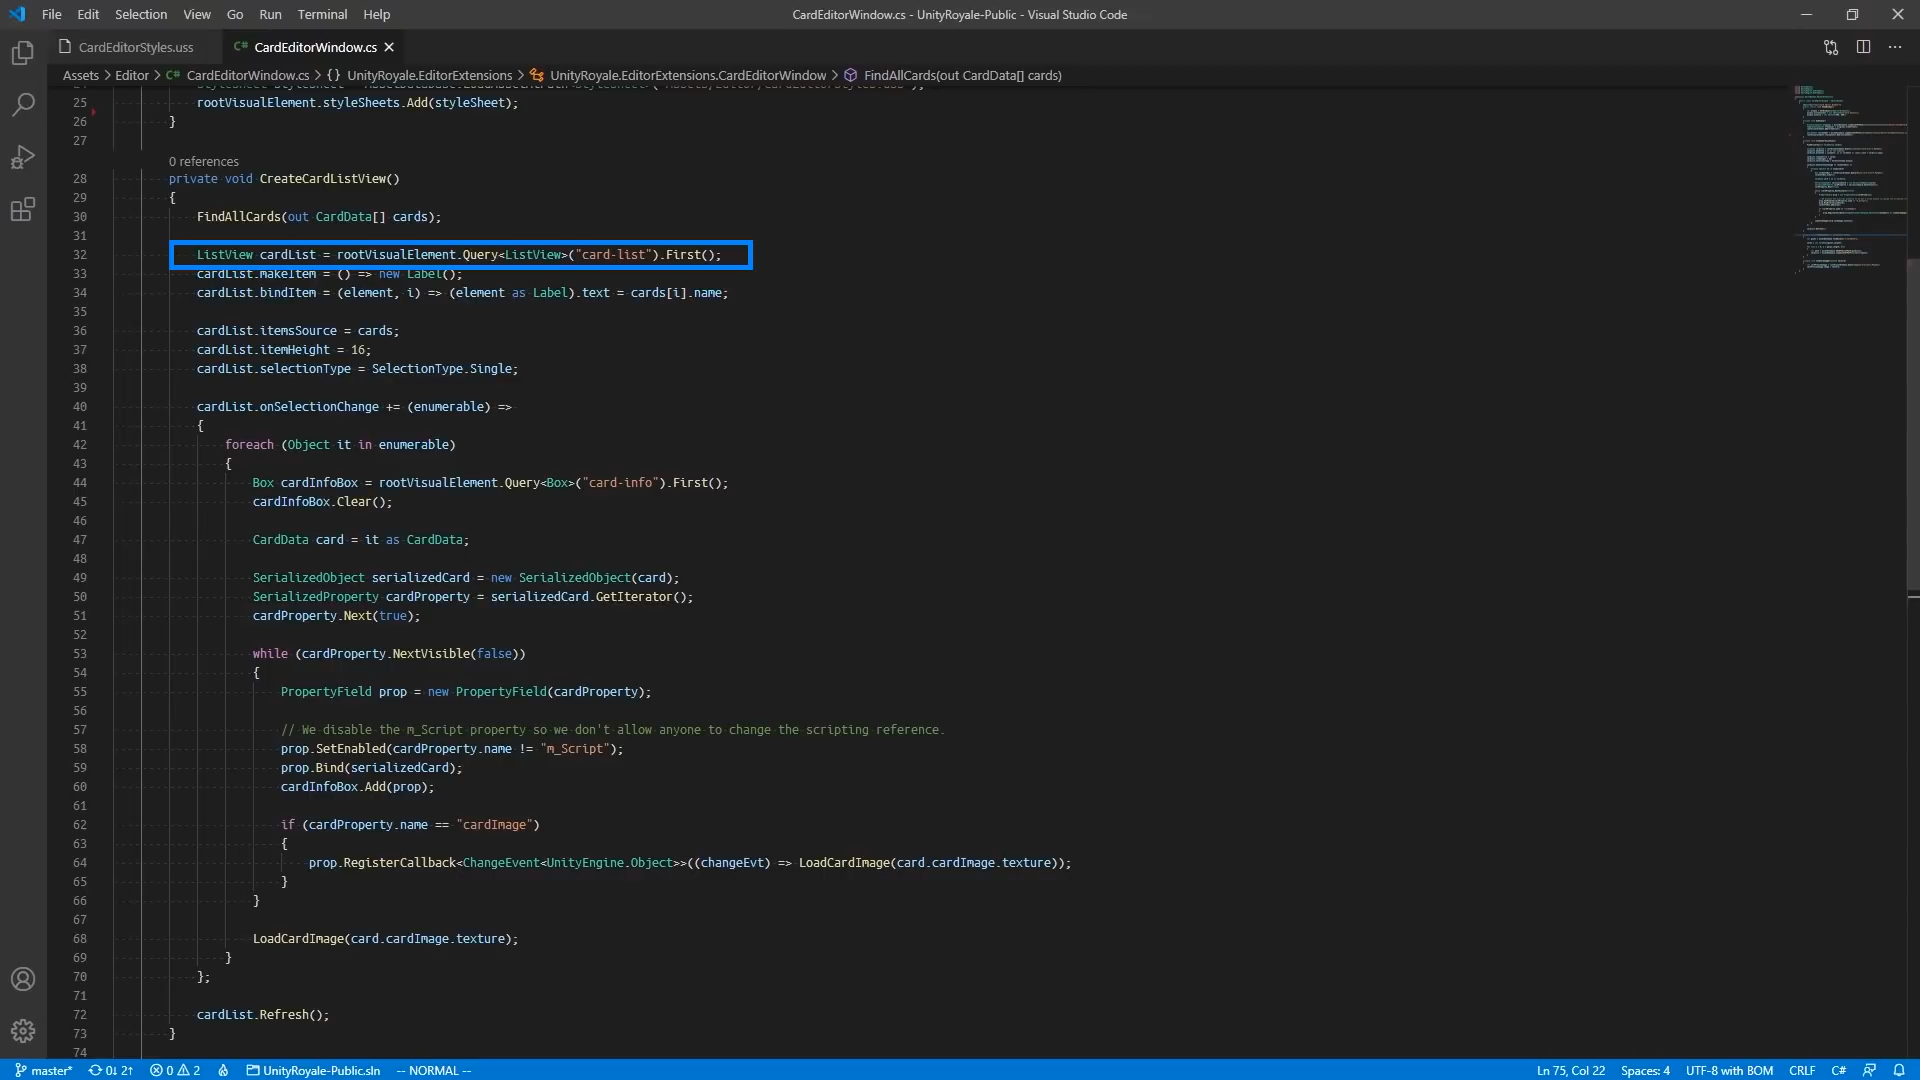 File Edit Selection View Go Run Terminal Help
CardEditorWindow.cs - UnityRoyale-Public - Visual Studio Code
CardEditorStyles.uss
C# CardEditorWindow.cs
Assets > Editor > C# CardEditorWindow.cs > {} UnityRoyale.EditorExtensions > UnityRoyale.EditorExtensions.CardEditorWindow > FindAllCards(out CardData[] cards)
25 rootVisualElement.styleSheets.Add(styleSheet);
26 }
27
0 references
28 private void CreateCardListView()
29 {
30 FindAllCards(out CardData[] cards);
31
32 ListView cardList = rootVisualElement.Query<ListView>("card-list").First();
33 cardList.makeItem = () => new Label();
34 cardList.bindItem = (element, i) => (element as Label).text = cards[i].name;
35
36 cardList.itemsSource = cards;
37 cardList.itemHeight = 16;
38 cardList.selectionType = SelectionType.Single;
39
40 cardList.onSelectionChange += (enumerable) =>
41 {
42 foreach (Object it in enumerable)
43 {
44 Box cardInfoBox = rootVisualElement.Query<Box>("card-info").First();
45 cardInfoBox.Clear();
46
47 CardData card = it as CardData;
48
49 SerializedObject serializedCard = new SerializedObject(card);
50 SerializedProperty cardProperty = serializedCard.GetIterator();
51 cardProperty.Next(true);
52
53 while (cardProperty.NextVisible(false))
54 {
55 PropertyField prop = new PropertyField(cardProperty);
56
57 // We disable the m_Script property so we don't allow anyone to change the scripting reference.
58 prop.SetEnabled(cardProperty.name != "m_Script");
59 prop.Bind(serializedCard);
60 cardInfoBox.Add(prop);
61
62 if (cardProperty.name == "cardImage")
63 {
64 prop.RegisterCallback<ChangeEvent<UnityEngine.Object>>((changeEvt) => LoadCardImage(card.cardImage.texture));
65 }
66 }
67
68 LoadCardImage(card.cardImage.texture);
69 }
70 };
71
72 cardList.Refresh();
73 }
74
master* 0↓ 2↑ 0 2 UnityRoyale-Public.sln -- NORMAL -- Ln 75, Col 22 Spaces: 4 UTF-8 with BOM CRLF C#